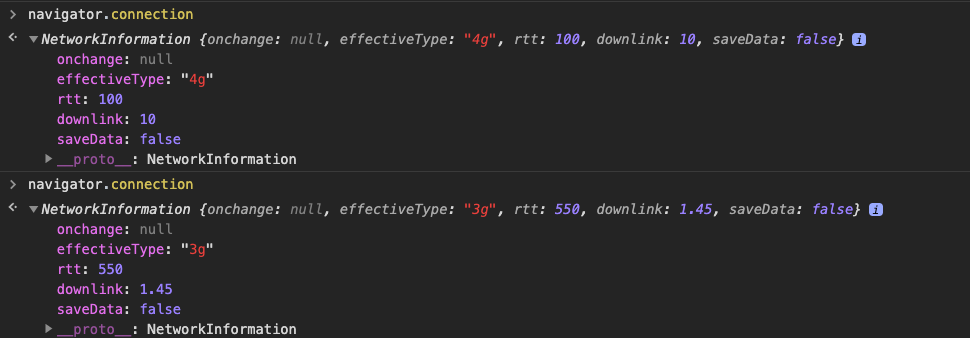 > navigator.connection
NetworkInformation {onchange: null, effectiveType: "4g", rtt: 100, downlink: 10, saveData: false} i
onchange: null
effectiveType: "4g"
rtt: 100
downlink: 10
saveData: false
__proto__: NetworkInformation
> navigator.connection
NetworkInformation {onchange: null, effectiveType: "3g", rtt: 550, downlink: 1.45, saveData: false} i
onchange: null
effectiveType: "3g"
rtt: 550
downlink: 1.45
saveData: false
__proto__: NetworkInformation